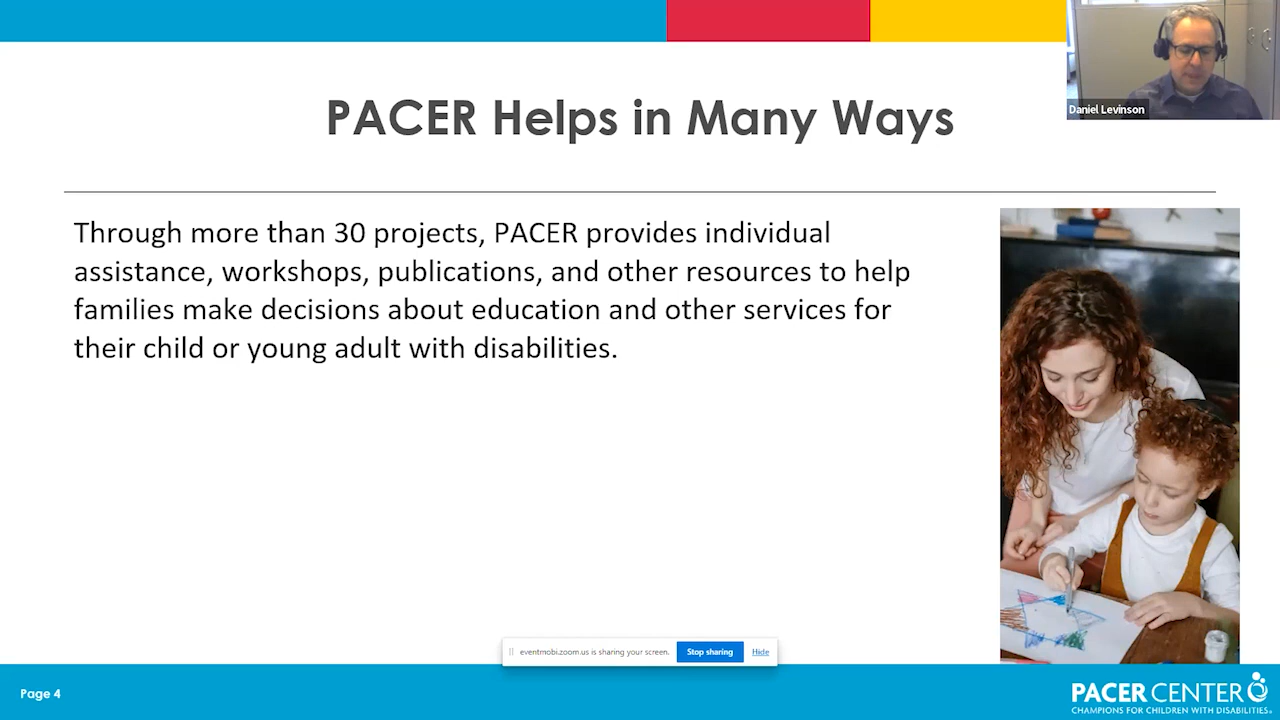 Daniel Levinson
PACER Helps in Many Ways
Through more than 30 projects, PACER provides individual
assistance, workshops, publications, and other resources to help
families make decisions about education and other services for
their child or young adult with disabilities.
eventmobi.zoom.us is sharing your screen.
Stop sharing
Hide
Page 4
PACER CENTER
CHAMPIONS FOR CHILDREN WITH DISABILITIES